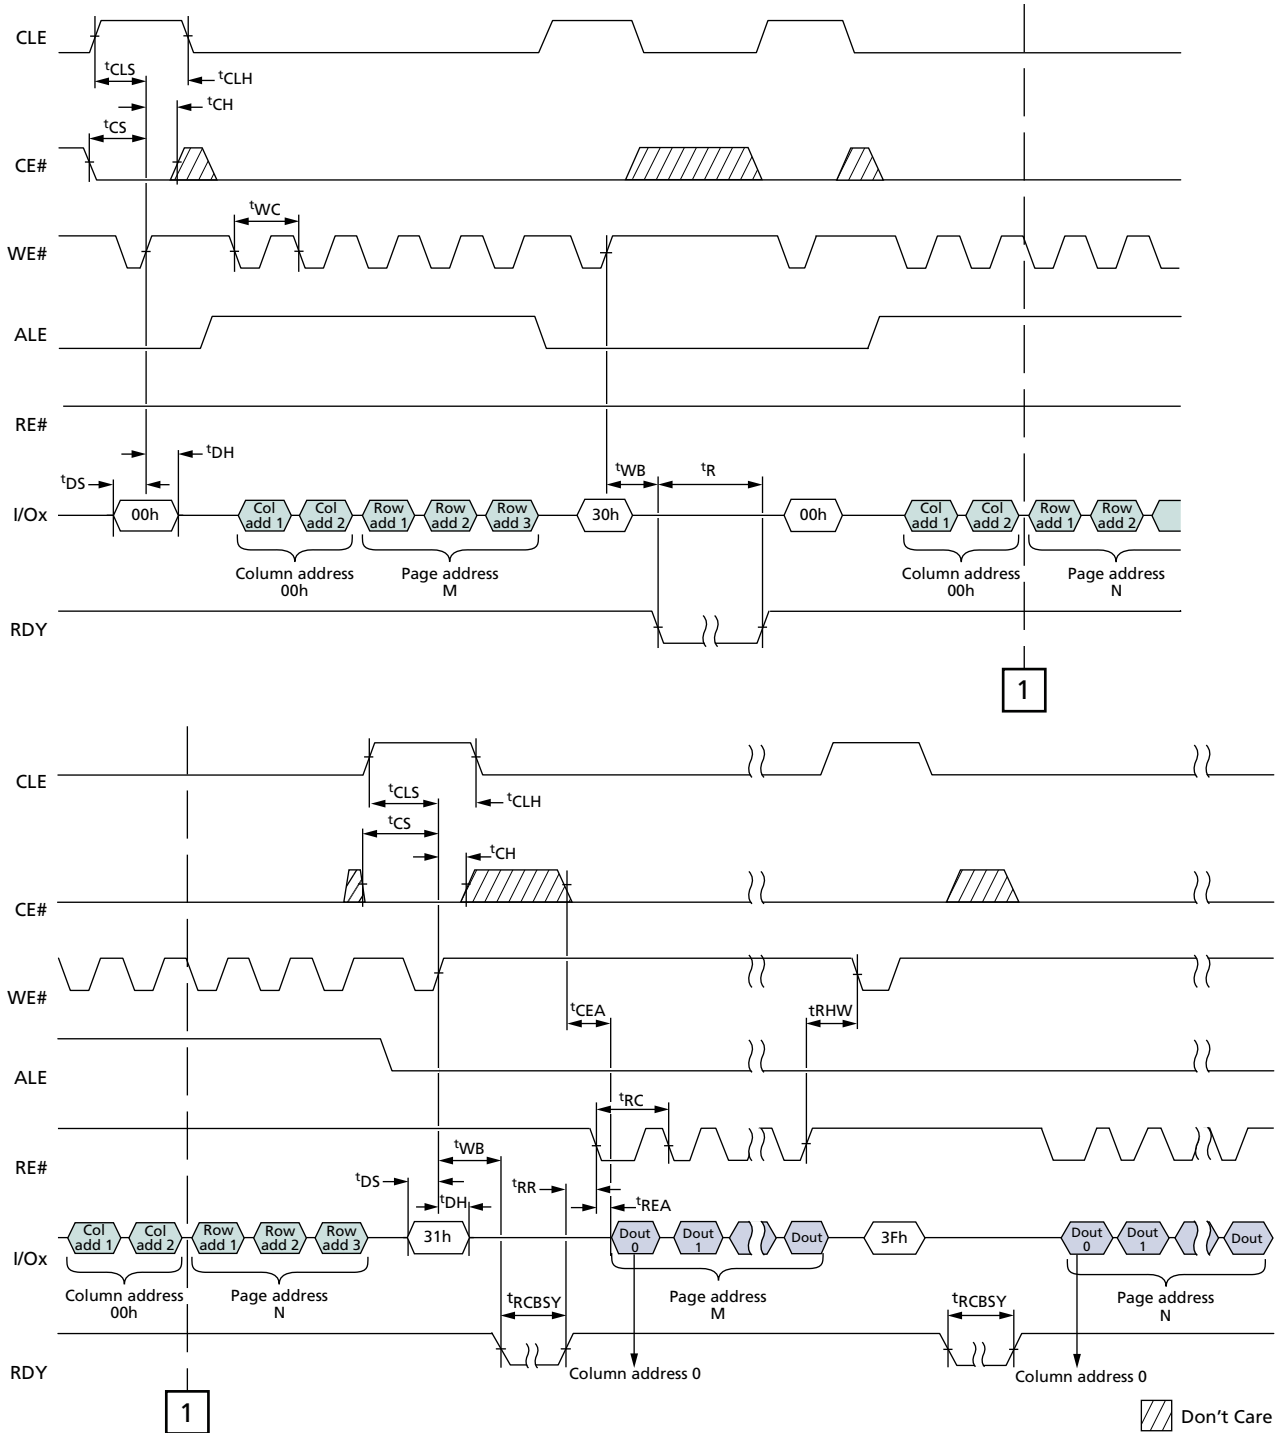 CLE
tCLS
tCLH
tCH
tCS
CE#
tWC
WE#
ALE
RE#
tDH
tDS
tWB
tR
I/Ox
00h
Col add 1
Col add 2
Row add 1
Row add 2
Row add 3
30h
00h
Col add 1
Col add 2
Row add 1
Row add 2
Column address
00h
Page address
M
Column address
00h
Page address
N
RDY
1
CLE
tCLS
tCLH
tCS
tCH
CE#
WE#
tCEA
tRHW
ALE
tRC
RE#
tWB
tDS
tRR
tDH
tREA
I/Ox
Col add 1
Col add 2
Row add 1
Row add 2
Row add 3
31h
Dout 0
Dout 1
Dout
3Fh
Dout 0
Dout 1
Dout
Column address
00h
Page address
N
tRCBSY
Page address
M
tRCBSY
Page address
N
RDY
Column address 0
Column address 0
1
Don't Care